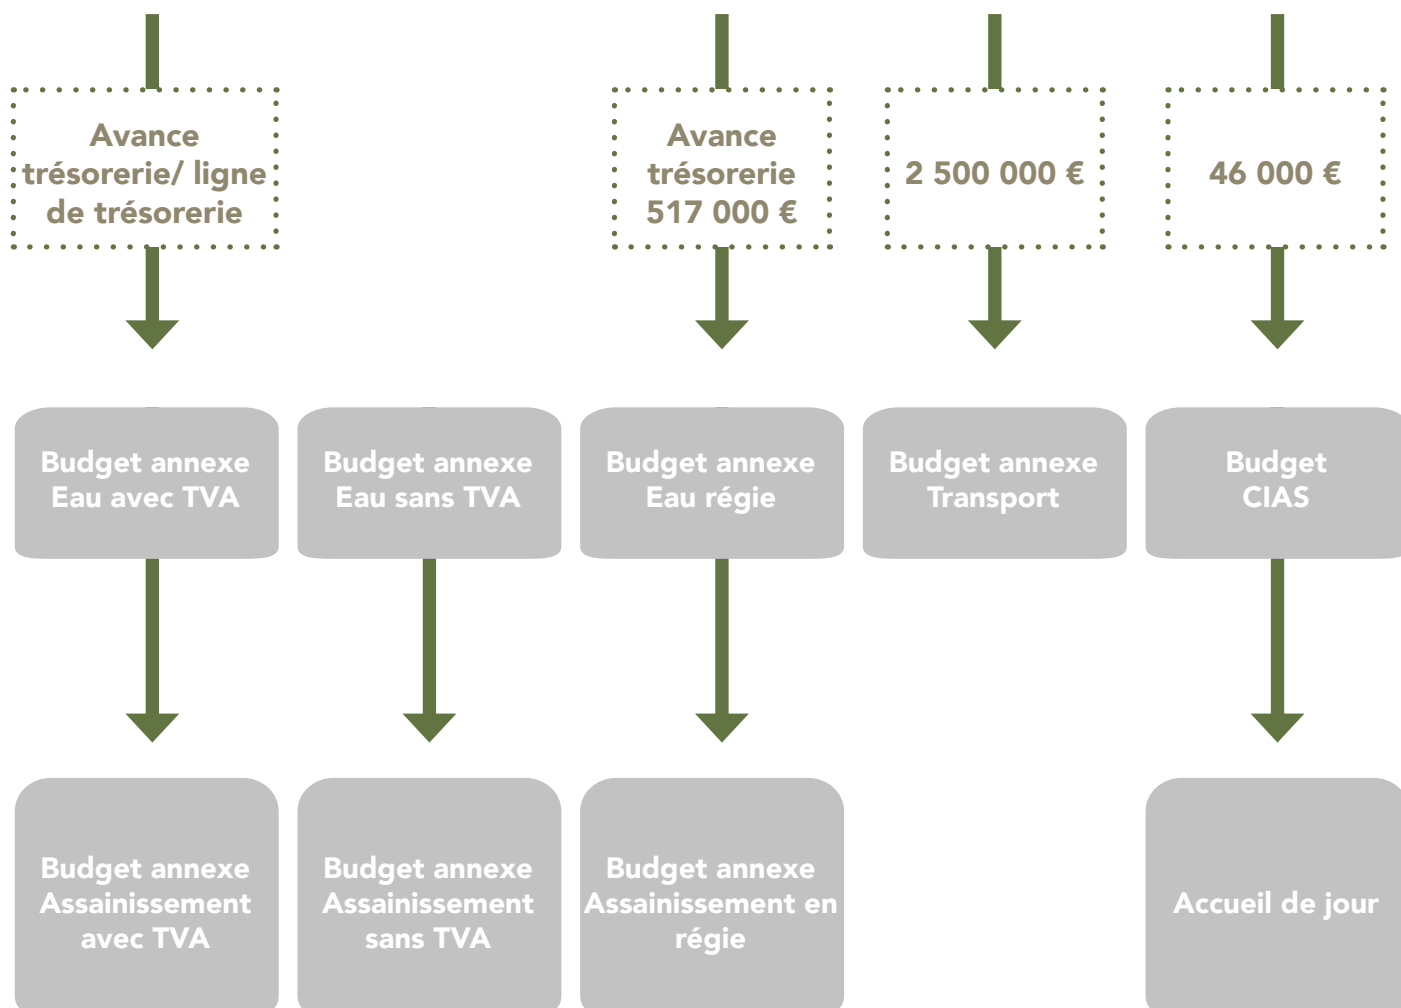 Avance
trésorerie/ ligne
de trésorerie
Avance
trésorerie
517 000 €
2 500 000 €
46 000 €
Budget annexe
Eau avec TVA
Budget annexe
Eau sans TVA
Budget annexe
Eau régie
Budget annexe
Transport
Budget
CIAS
Budget annexe
Assainissement
avec TVA
Budget annexe
Assainissement
sans TVA
Budget annexe
Assainissement en
régie
Accueil de jour